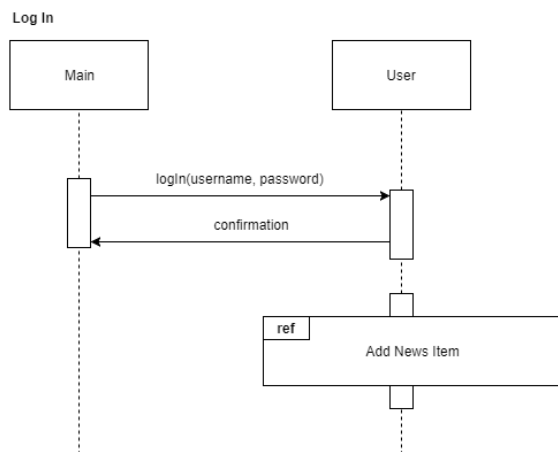 Log In
Main
User
logIn(username, password)
confirmation
ref
Add News Item